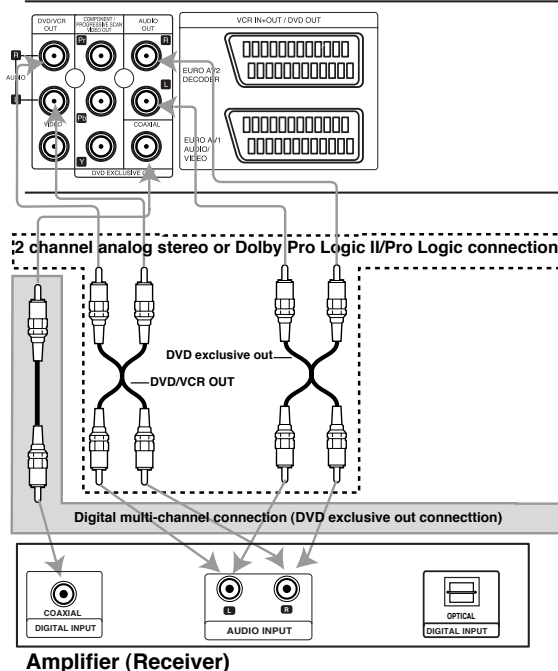 DVD/VCR
OUT
COMPONENT /
PROGRESSIVE SCAN
VIDEO OUT
AUDIO
OUT
VCR IN+OUT / DVD OUT
R
Pr
R
AUDIO
EURO AV2
DECODER
L
L
VIDEO
Pb
COAXIAL
EURO AV1
AUDIO/
VIDEO
Y
DVD EXCLUSIVE OUT
2 channel analog stereo or Dolby Pro Logic II/Pro Logic connection
DVD exclusive out
DVD/VCR OUT
Digital multi-channel connection (DVD exclusive out connecttion)
COAXIAL
DIGITAL INPUT
L
R
AUDIO INPUT
OPTICAL
DIGITAL INPUT
Amplifier (Receiver)